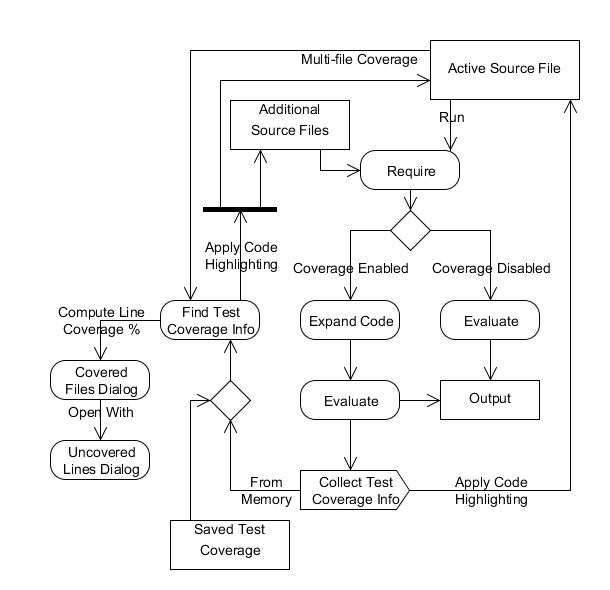 Multi-file Coverage
Active Source File
Additional
Source Files
Run
Require
Apply Code
Highlighting
Coverage Enabled
Coverage Disabled
Compute Line
Coverage %
Find Test
Coverage Info
Expand Code
Evaluate
Covered
Files Dialog
Open With
Evaluate
Output
Uncovered
Lines Dialog
From
Memory
Collect Test
Coverage Info
Apply Code
Highlighting
Saved Test
Coverage